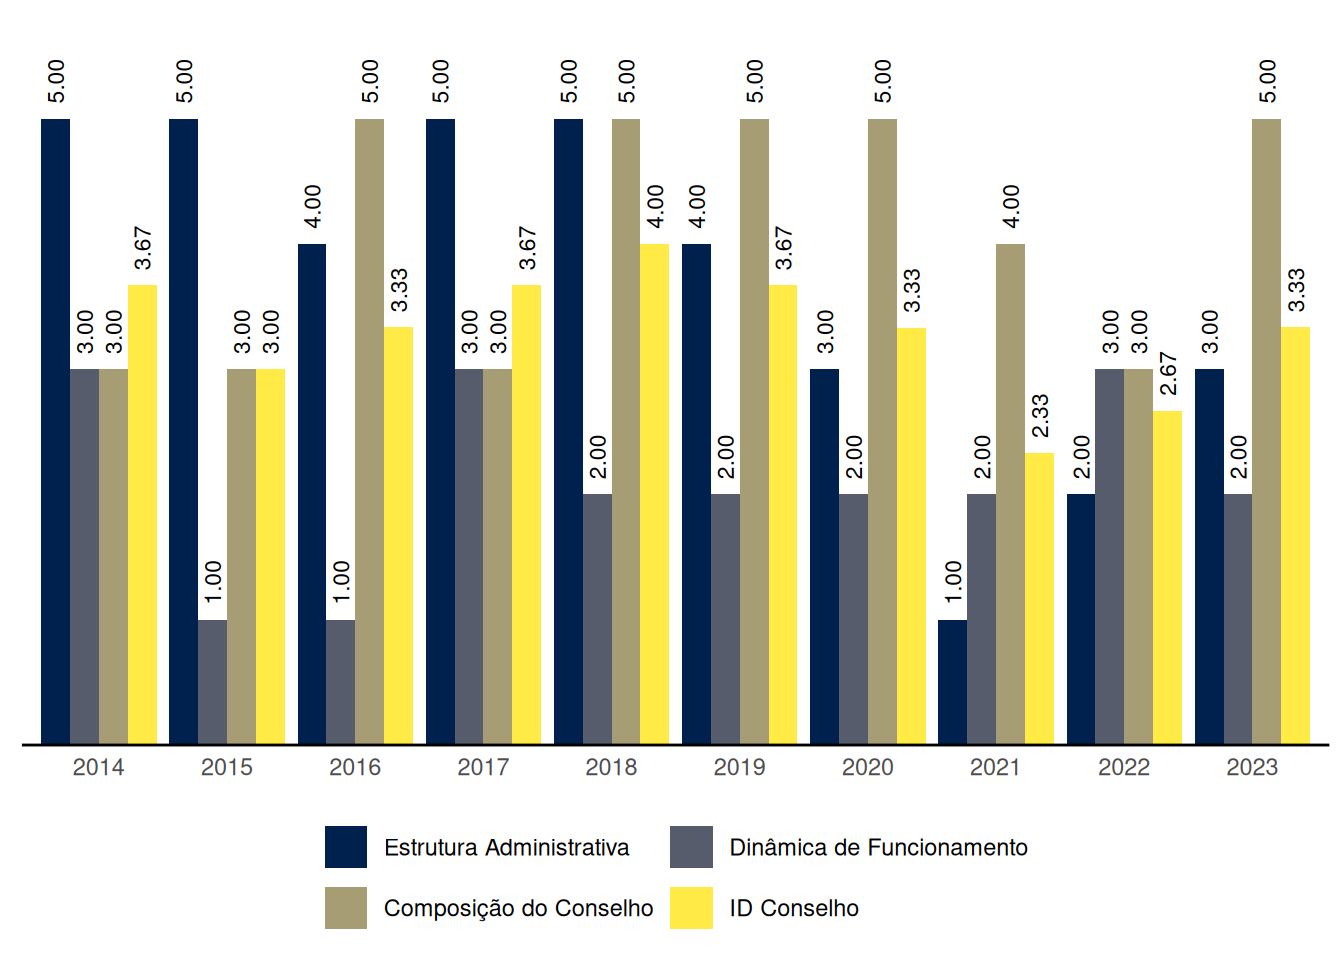 5.00 3.00 3.00 3.67 5.00 1.00 3.00 3.00 4.00 1.00 5.00 3.33 5.00 3.00 3.00 3.67 5.00 2.00 5.00 4.00 4.00 2.00 5.00 3.67 3.00 2.00 5.00 3.33 1.00 2.00 4.00 2.33 2.00 3.00 3.00 2.67 3.00 2.00 5.00 3.33
2014 2015 2016 2017 2018 2019 2020 2021 2022 2023
Estrutura Administrativa Dinâmica de Funcionamento
Composição do Conselho ID Conselho